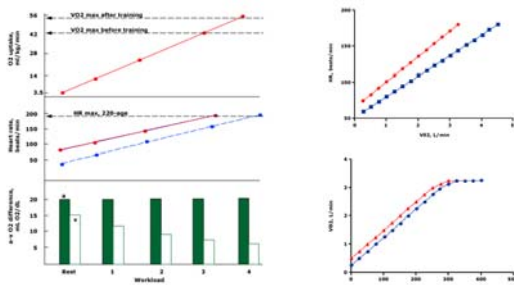 VO2 max after training
VO2 max before training
O2 uptake,
ml/kg/min
56
42
14
3.5
HR max, 220-age
Heart rate,
beats/min
200
150
100
50
a-v O2 difference,
mL O2/dL
20
15
10
5
Rest
1
2
3
4
Workload
HR, beats/min
200
150
100
50
0
1
2
3
4
5
VO2, L/min
VO2, L/min
4
3
2
1
0
0
100
200
300
400
500